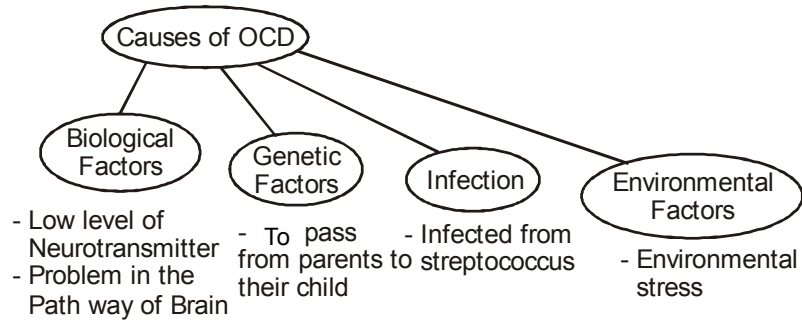 Causes of OCD
Biological
Factors
- Low level of
Neurotransmitter
- Problem in the
Path way of Brain
Genetic
Factors
- To pass
from parents to
their child
Infection
- Infected from
streptococcus
Environmental
Factors
- Environmental
stress